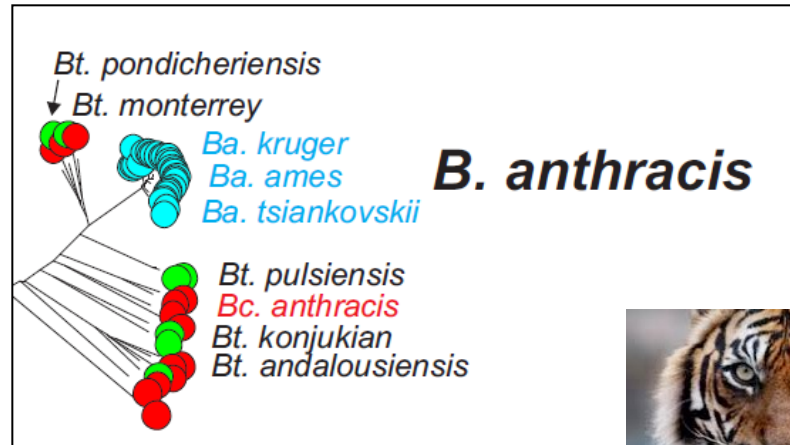 Bt. pondicheriensis
Bt. monterrey
Ba. kruger
Ba. ames
Ba. tsiankovskii
B. anthracis
Bt. pulsiensis
Bc. anthracis
Bt. konjukian
Bt. andalousiensis